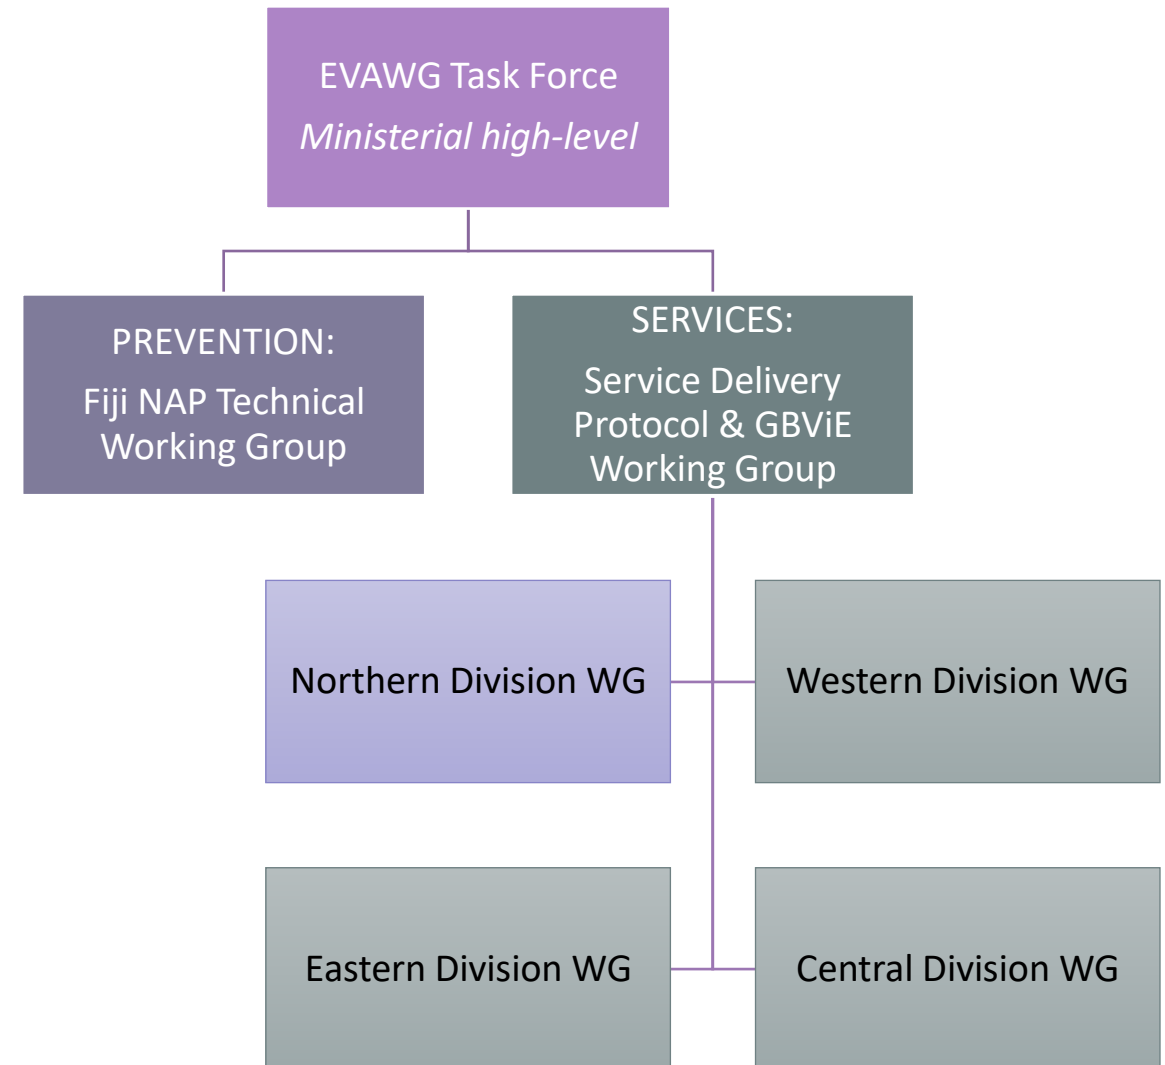 EVAWG Task Force
Ministerial high-level
PREVENTION:
Fiji NAP Technical
Working Group
SERVICES:
Service Delivery
Protocol & GBViE
Working Group
Northern Division WG
Western Division WG
Eastern Division WG
Central Division WG